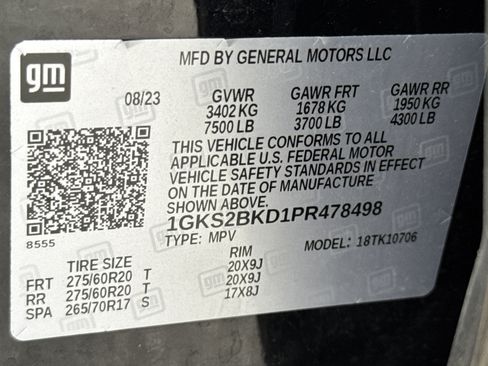 gm
MFD BY GENERAL MOTORS LLC
08/23 GVWR GAWR FRT GAWR RR
3402 KG 1678 KG 1950 KG
7500 LB 3700 LB 4300 LB
THIS VEHICLE CONFORMS TO ALL
APPLICABLE U.S. FEDERAL MOTOR
VEHICLE SAFETY STANDARDS IN EFFECT
ON THE DATE OF MANUFACTURE SHOWN ABOVE.
1GKS2BKD1PR478498
8555 TYPE: MPV MODEL: 18TK10706
TIRE SIZE RIM
FRT 275/60R20 T 20X9J
RR 275/60R20 T 20X9J
SPA 265/70R17 S 17X8J